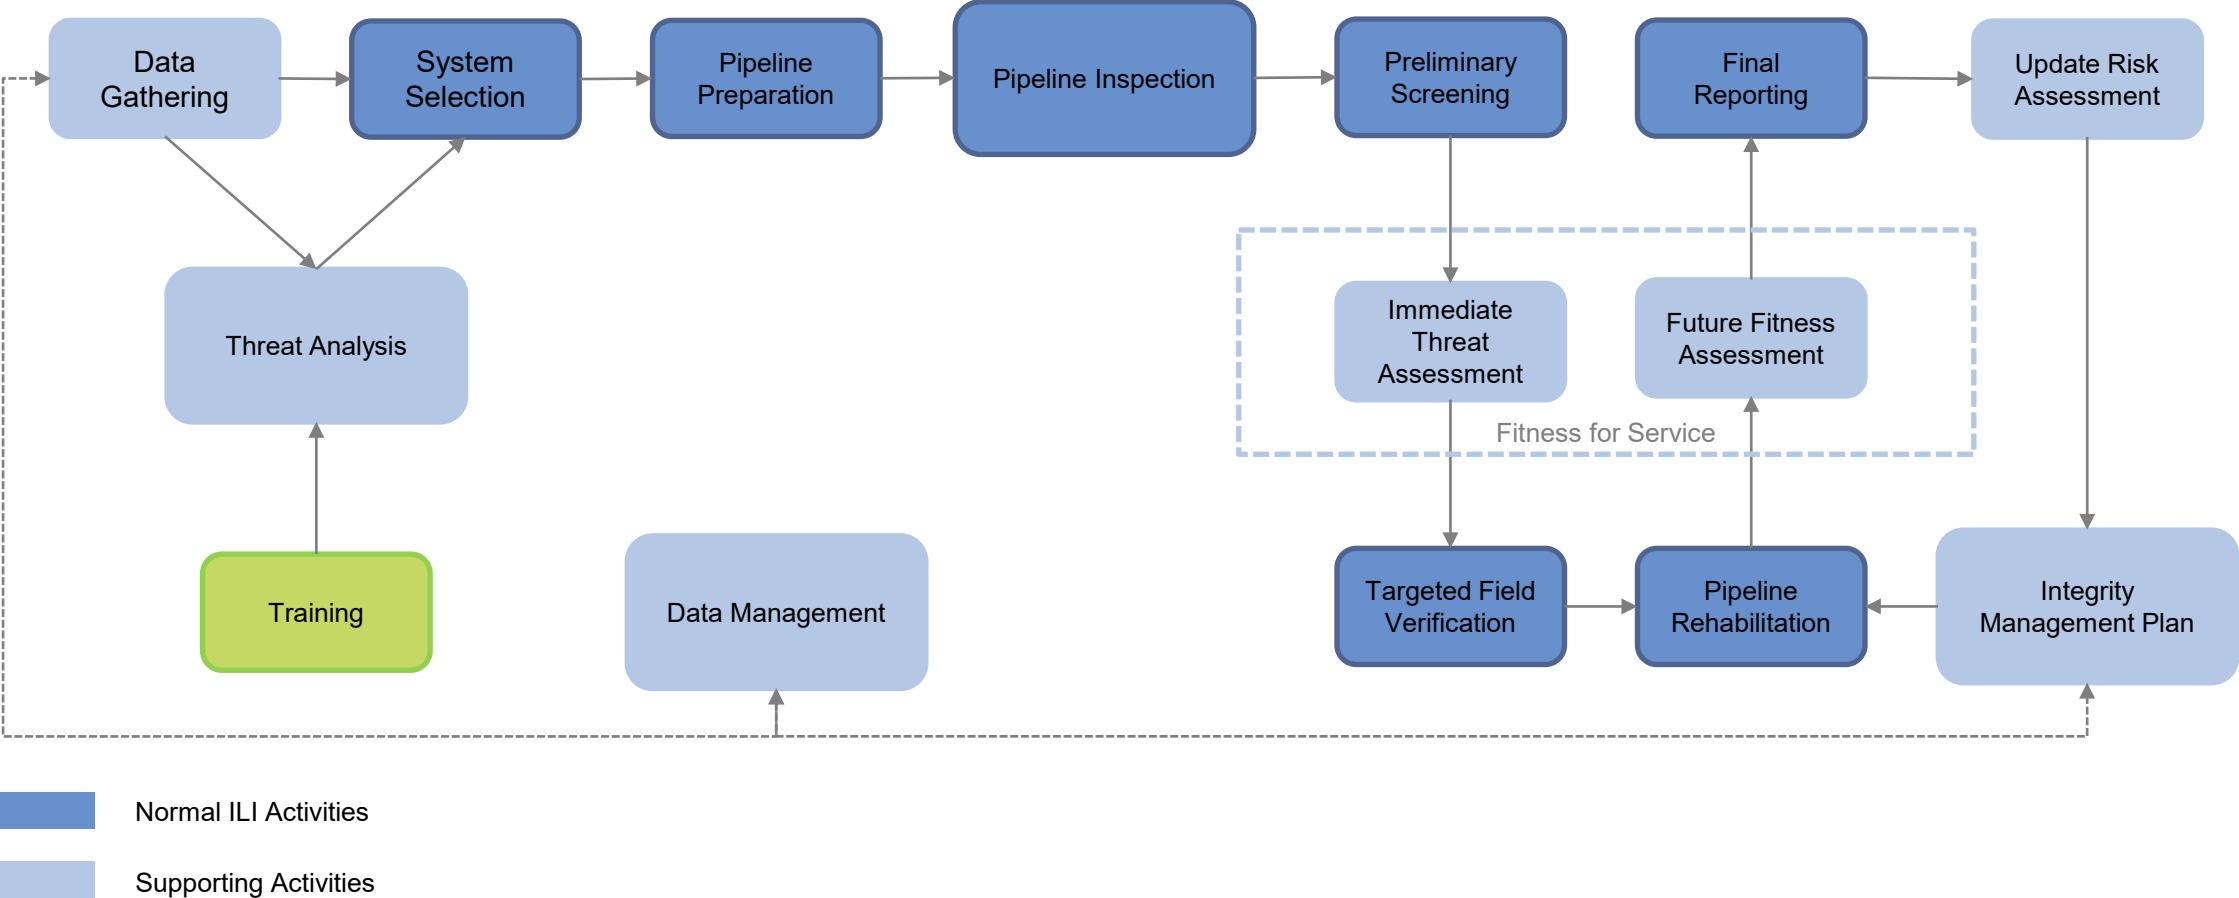 Data
Gathering
System
Selection
Pipeline
Preparation
Pipeline Inspection
Preliminary
Screening
Final
Reporting
Update Risk
Assessment
Threat Analysis
Immediate
Threat
Assessment
Future Fitness
Assessment
Fitness for Service
Training
Data Management
Targeted Field
Verification
Pipeline
Rehabilitation
Integrity
Management Plan
Normal ILI Activities
Supporting Activities